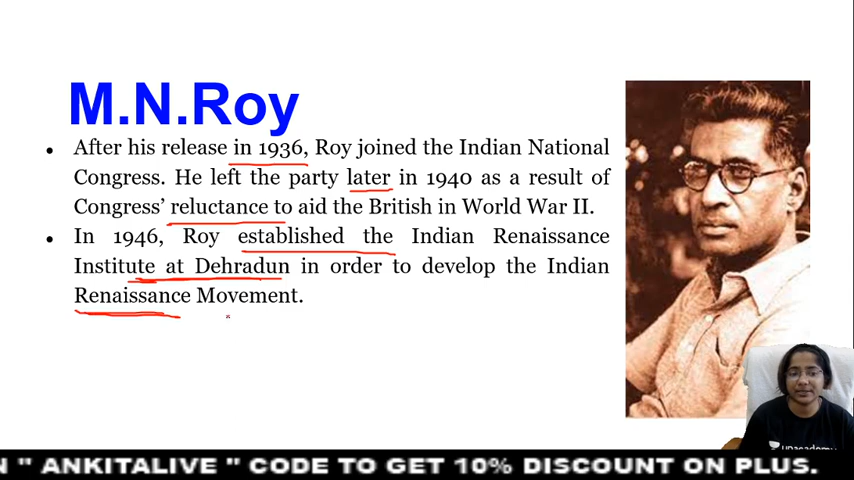 M.N.Roy
• After his release in 1936, Roy joined the Indian National
Congress. He left the party later in 1940 as a result of
Congress’ reluctance to aid the British in World War II.
• In 1946, Roy established the Indian Renaissance
Institute at Dehradun in order to develop the Indian
Renaissance Movement.
unacademy
N " ANKITALIVE " CODE TO GET 10% DISCOUNT ON PLUS.